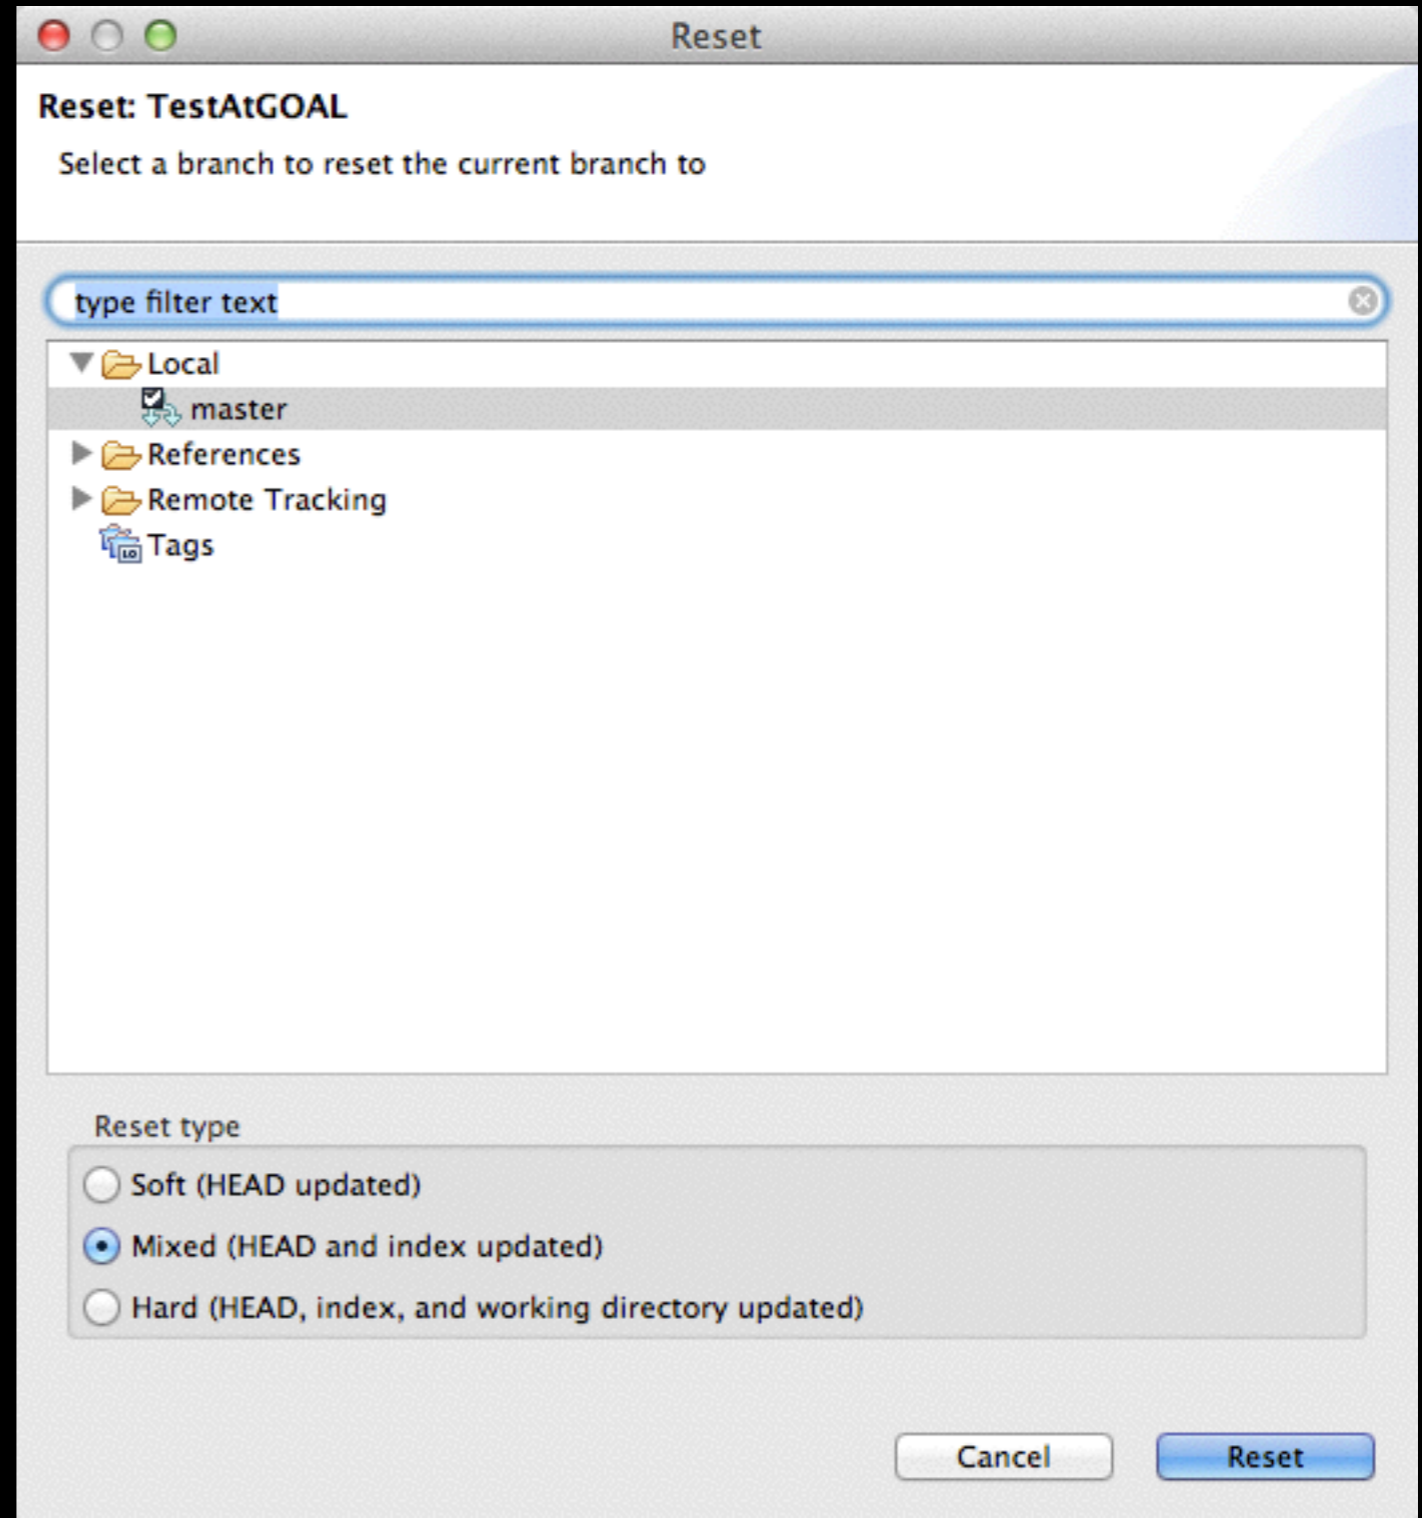 Reset
Reset: TestAtGOAL
Select a branch to reset the current branch to
type filter text
Local
master
References
Remote Tracking
Tags
Reset type
Soft (HEAD updated)
Mixed (HEAD and index updated)
Hard (HEAD, index, and working directory updated)
Cancel Reset